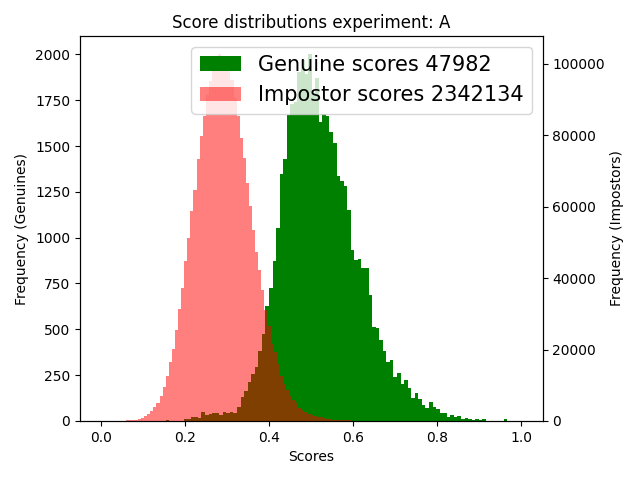 Score distributions experiment: A
Genuine scores 47982
Impostor scores 2342134
Frequency (Genuines)
2000
1750
1500
1250
1000
750
500
250
0
Frequency (Impostors)
100000
80000
60000
40000
20000
0
0.0 0.2 0.4 0.6 0.8 1.0
Scores